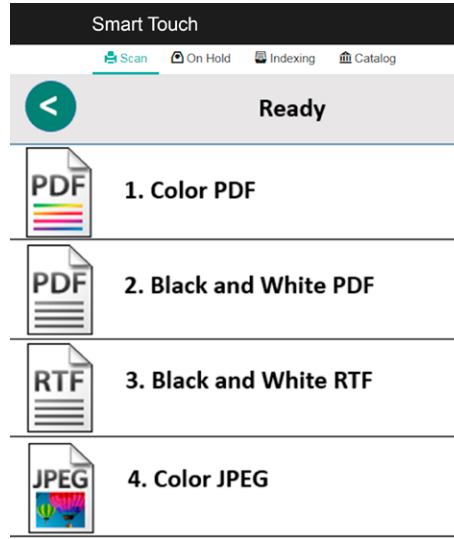 Smart Touch
Scan On Hold Indexing Catalog
< Ready
PDF 1. Color PDF
PDF 2. Black and White PDF
RTF 3. Black and White RTF
JPEG 4. Color JPEG